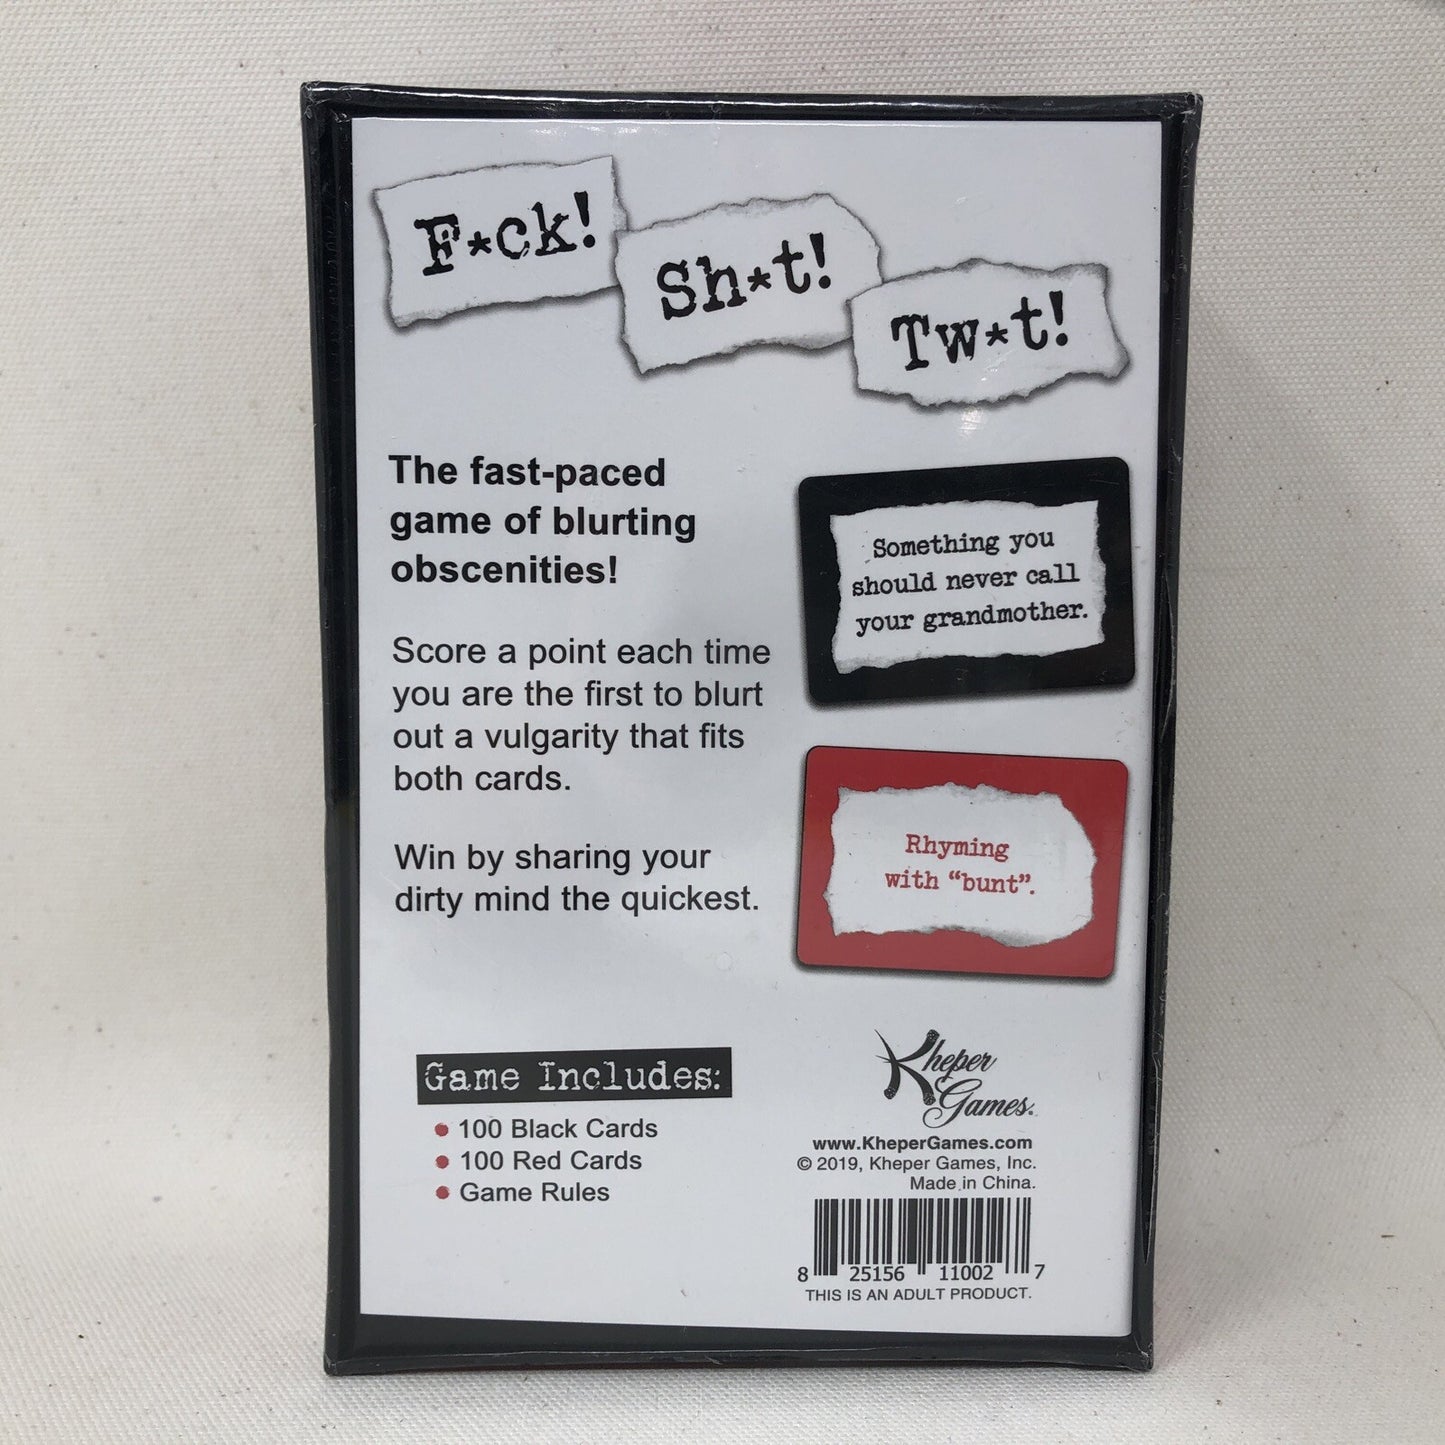 F*ck!
Sh*t!
Tw*t!
The fast-paced
game of blurting
obscenities!
Score a point each time
you are the first to blurt
out a vulgarity that fits
both cards.
Win by sharing your
dirty mind the quickest.
Something you
should never call
your grandmother.
Rhyming
with “bunt”.
Game Includes:
• 100 Black Cards
• 100 Red Cards
• Game Rules
Kheper
Games.
www.KheperGames.com
© 2019, Kheper Games, Inc.
Made in China.
8 25156 11002 7
THIS IS AN ADULT PRODUCT.